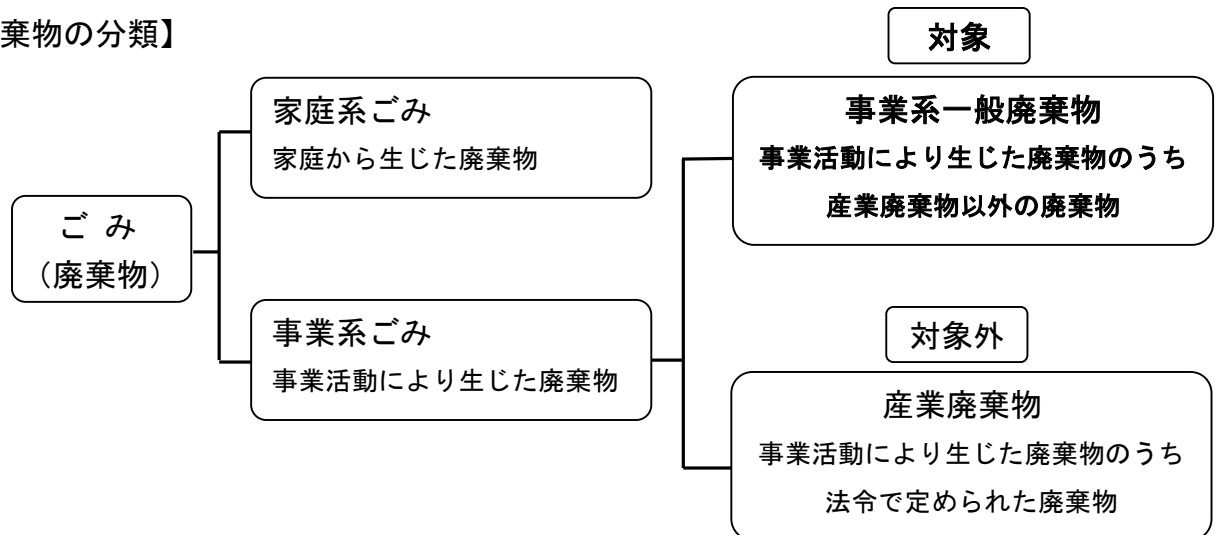 棄物の分類】
対象
家庭系ごみ
家庭から生じた廃棄物
事業系一般廃棄物
事業活動により生じた廃棄物のうち
産業廃棄物以外の廃棄物
ご み
（廃棄物）
事業系ごみ
事業活動により生じた廃棄物
対象外
産業廃棄物
事業活動により生じた廃棄物のうち
法令で定められた廃棄物